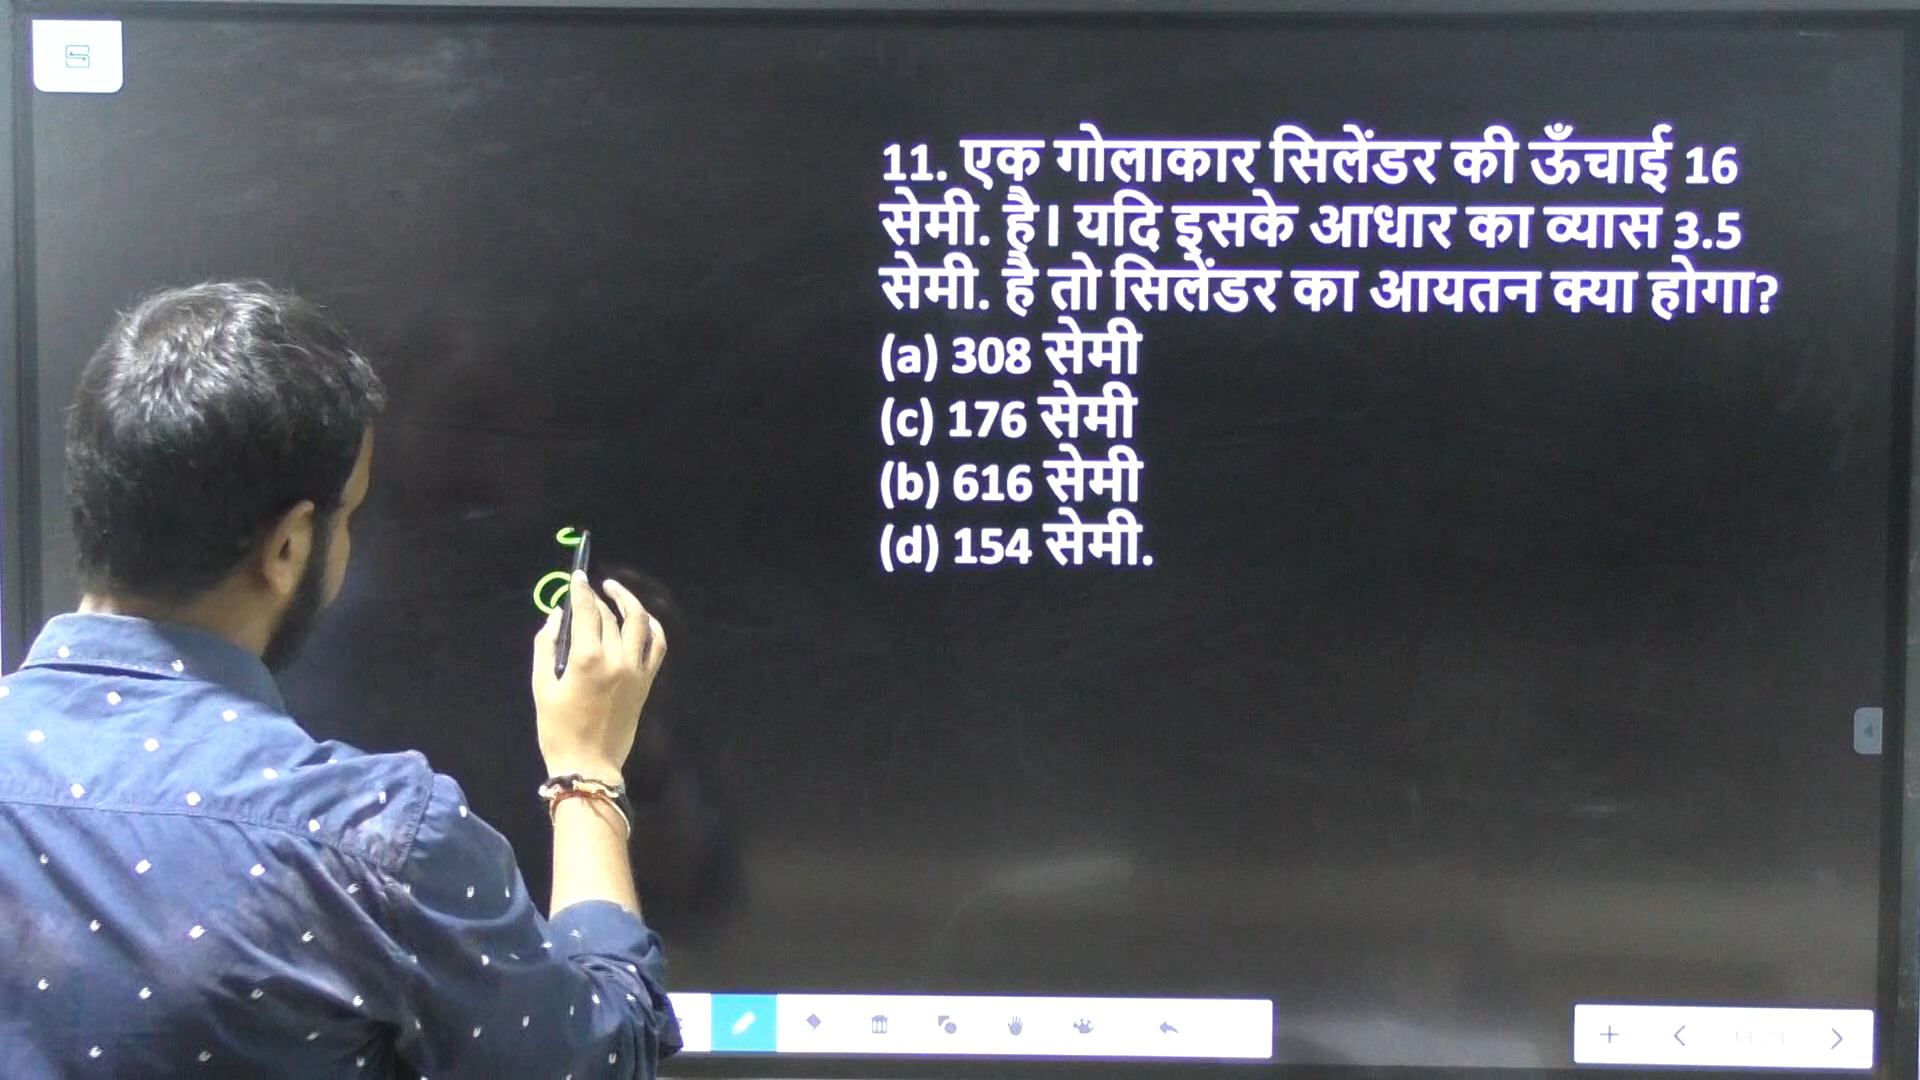 11. एक गोलाकार सिलेंडर की ऊँचाई 16
सेमी. है। यदि इसके आधार का व्यास 3.5
सेमी. है तो सिलेंडर का आयतन क्या होगा?
(a) 308 सेमी
(c) 176 सेमी
(b) 616 सेमी
(d) 154 सेमी.